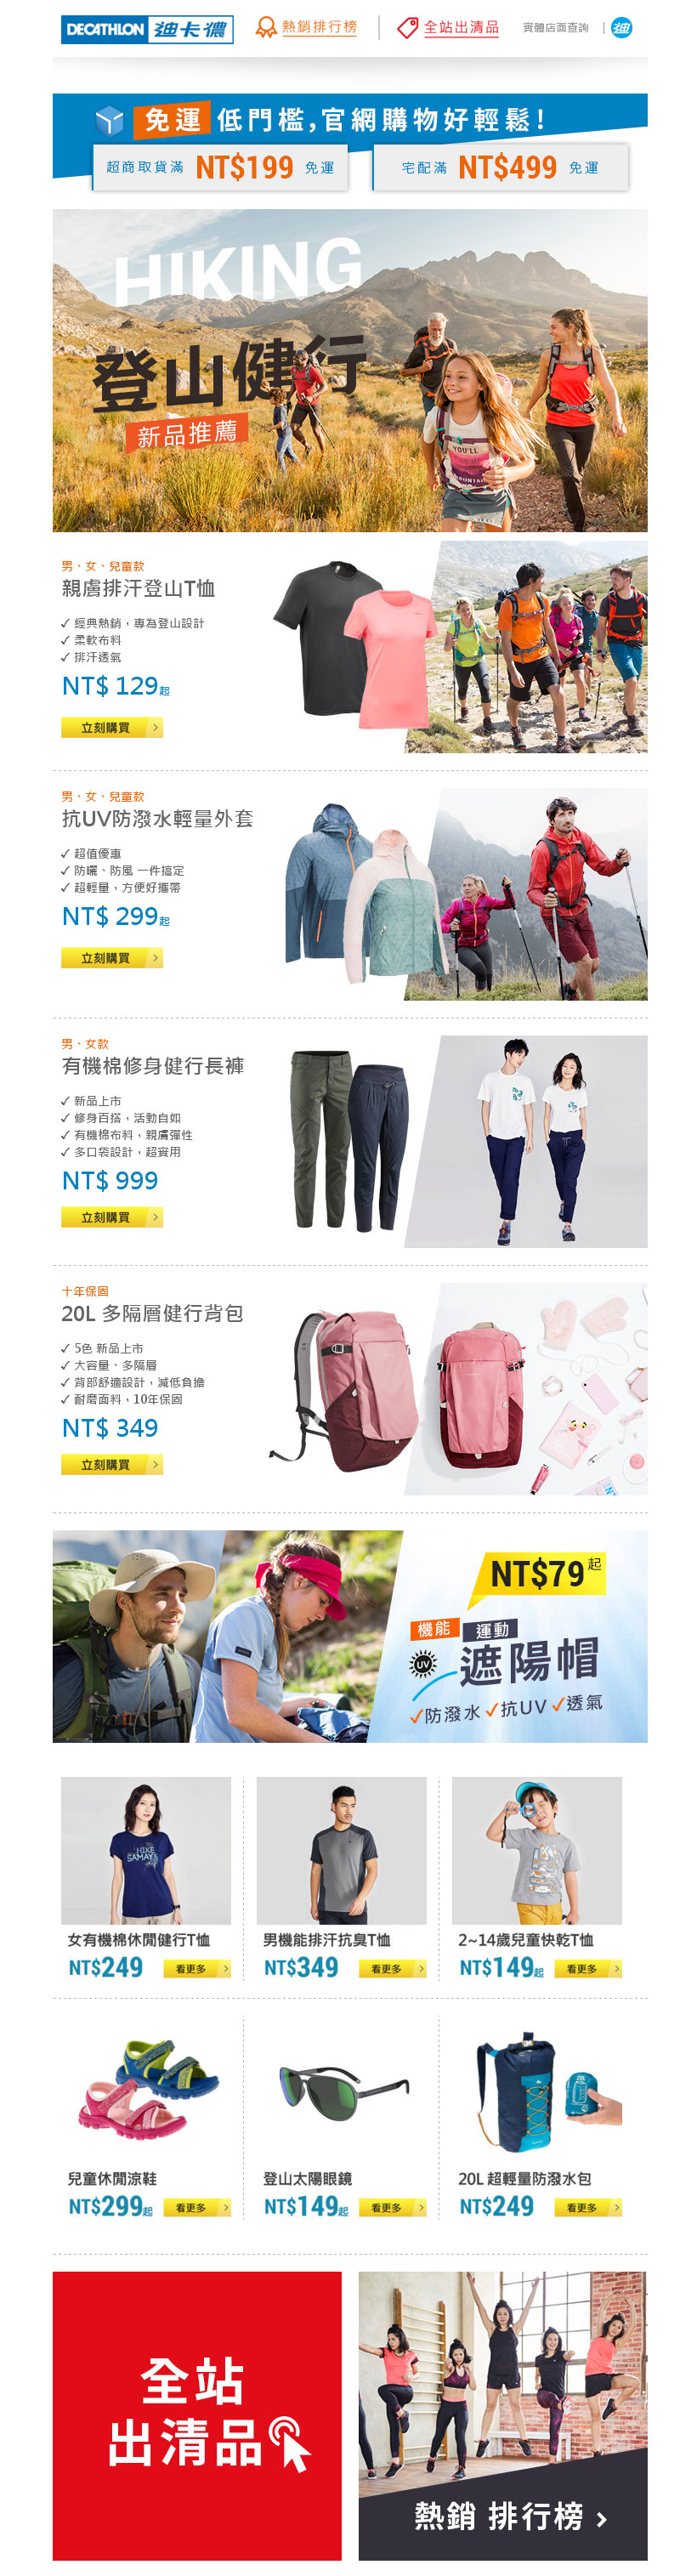 DECATHLON 迪卡儂
熱銷排行榜
全站出清品
實體店面查詢
迪
免運 低門檻,官網購物好輕鬆!
超商取貨滿 NT$199 免運
宅配滿 NT$499 免運
HIKING
登山健行
新品推薦
YOU'LL
MOUNTAIN
男、女、兒童款
親膚排汗登山T恤
✓ 經典熱銷，專為登山設計
✓ 柔軟布料
✓ 排汗透氣
NT$ 129起
立刻購買
男、女、兒童款
抗UV防潑水輕量外套
✓ 超值優惠
✓ 防曬、防風 一件搞定
✓ 超輕量，方便好攜帶
NT$ 299起
立刻購買
男、女款
有機棉修身健行長褲
✓ 新品上市
✓ 修身百搭，活動自如
✓ 有機棉布料，親膚彈性
✓ 多口袋設計，超實用
NT$ 999
立刻購買
十年保固
20L 多隔層健行背包
✓ 5色 新品上市
✓ 大容量、多隔層
✓ 背部舒適設計，減低負擔
✓ 耐磨面料，10年保固
NT$ 349
立刻購買
NT$79起
機能 運動
UV 遮陽帽
✓防潑水 ✓抗UV ✓透氣
HIKE
SAMAY
女有機棉休閒健行T恤
NT$249 看更多
男機能排汗抗臭T恤
NT$349 看更多
2~14歲兒童快乾T恤
NT$149起 看更多
兒童休閒涼鞋
NT$299起 看更多
登山太陽眼鏡
NT$149起 看更多
20L 超輕量防潑水包
NT$249 看更多
全站
出清品
熱銷 排行榜